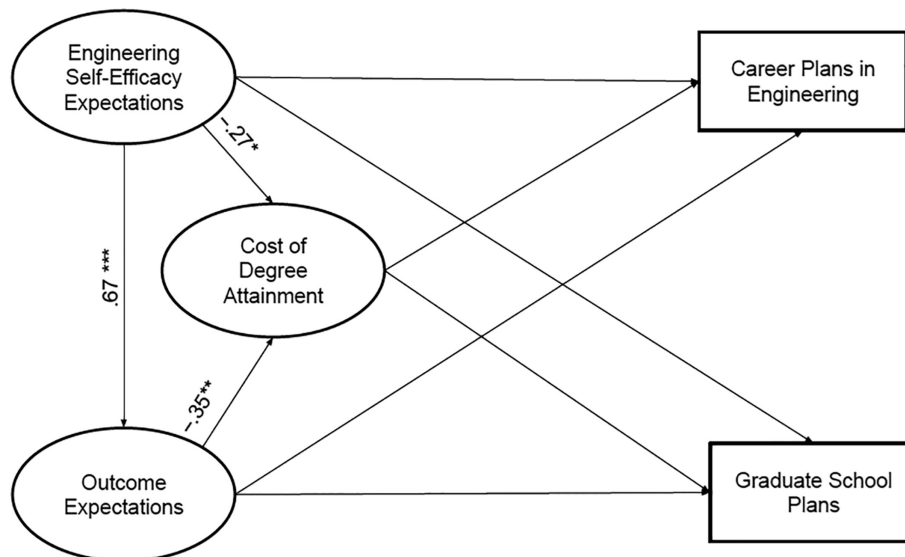 Engineering
Self-Efficacy
Expectations
Career Plans in
Engineering
−.27*
.67 ***
Cost of
Degree
Attainment
−.35**
Outcome
Expectations
Graduate School
Plans